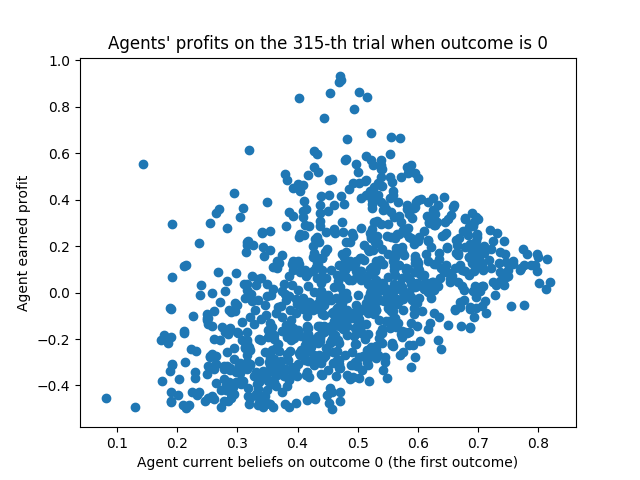 Agents' profits on the 315-th trial when outcome is 0
1.0
0.8
0.6
0.4
0.2
0.0
−0.2
−0.4
Agent earned profit
0.1 0.2 0.3 0.4 0.5 0.6 0.7 0.8
Agent current beliefs on outcome 0 (the first outcome)